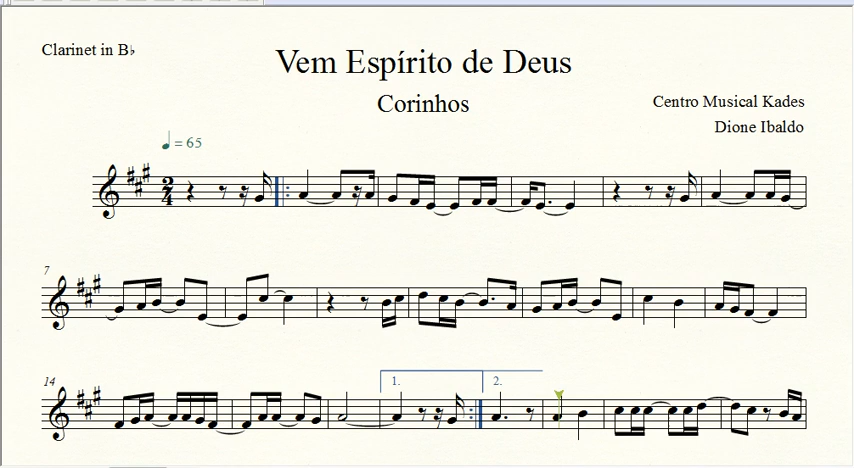 Clarinet in B♭
Vem Espírito de Deus
Corinhos
Centro Musical Kades
Dione Ibaldo
♩ = 65
2
4
7
14
1.
2.